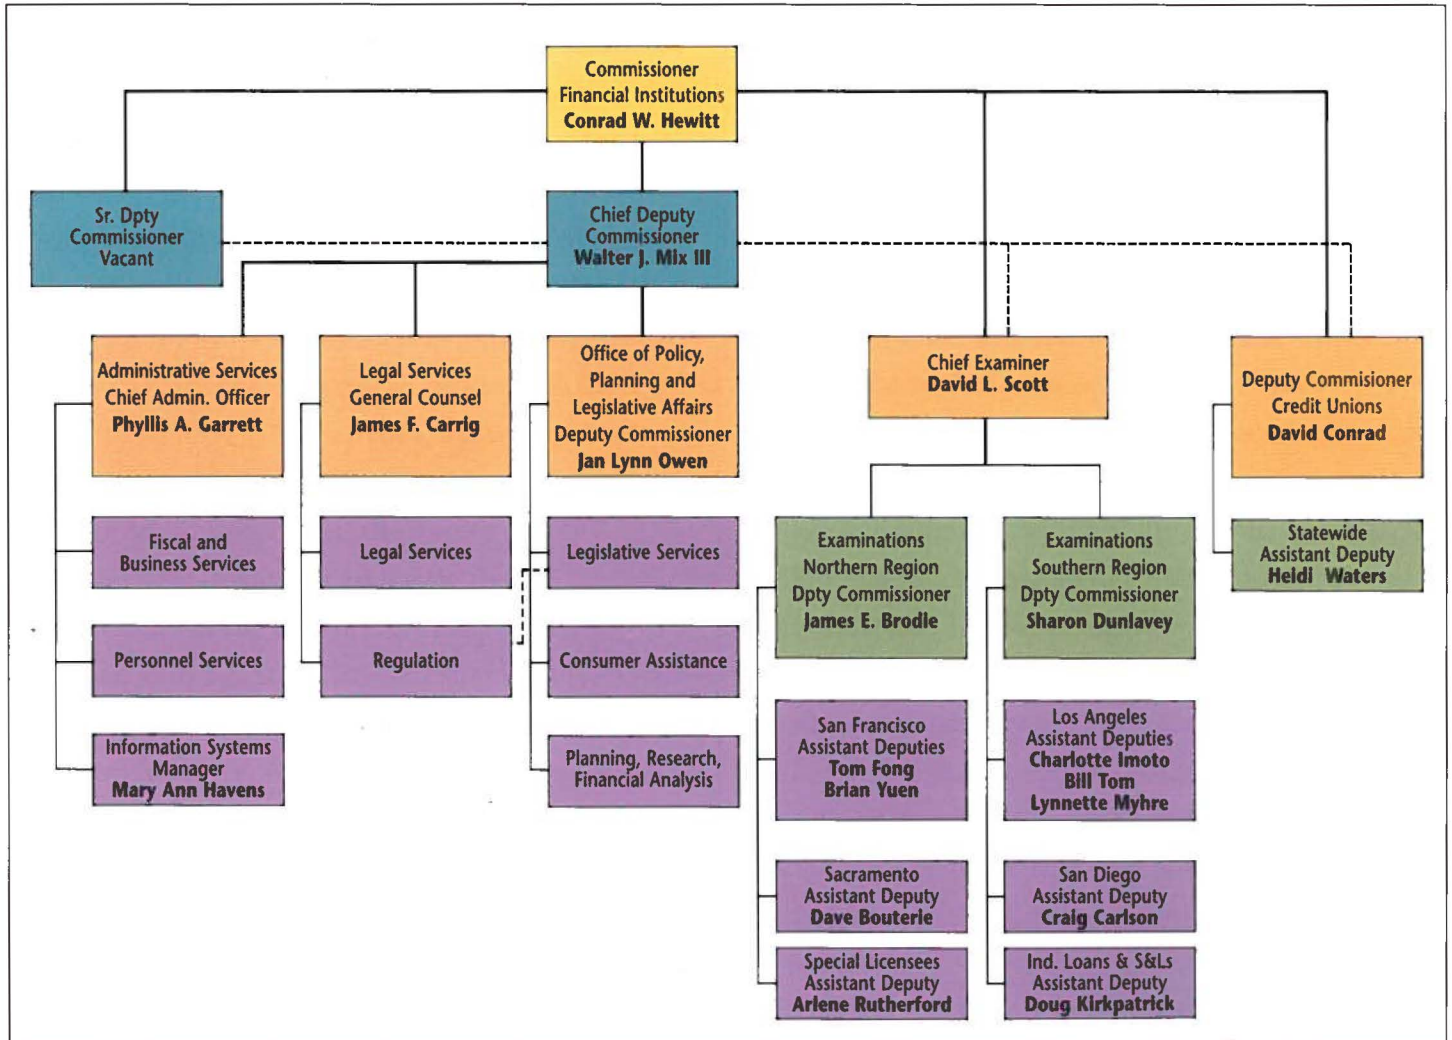 Commissioner
Financial Institutions
Conrad W. Hewitt
Sr. Dpty
Commissioner
Vacant
Chief Deputy
Commissioner
Walter J. Mix III
Administrative Services
Chief Admin. Officer
Phyllis A. Garrett
Legal Services
General Counsel
James F. Carrig
Office of Policy,
Planning and
Legislative Affairs
Deputy Commissioner
Jan Lynn Owen
Chief Examiner
David L. Scott
Deputy Commisioner
Credit Unions
David Conrad
Fiscal and
Business Services
Personnel Services
Information Systems
Manager
Mary Ann Havens
Legal Services
Regulation
Legislative Services
Consumer Assistance
Planning, Research,
Financial Analysis
Examinations
Northern Region
Dpty Commissioner
James E. Brodie
San Francisco
Assistant Deputies
Tom Fong
Brian Yuen
Sacramento
Assistant Deputy
Dave Bouterie
Special Licensees
Assistant Deputy
Arlene Rutherford
Examinations
Southern Region
Dpty Commissioner
Sharon Dunlavey
Los Angeles
Assistant Deputies
Charlotte Imoto
Bill Tom
Lynnette Myhre
San Diego
Assistant Deputy
Craig Carlson
Ind. Loans & S&Ls
Assistant Deputy
Doug Kirkpatrick
Statewide
Assistant Deputy
Heidi Waters